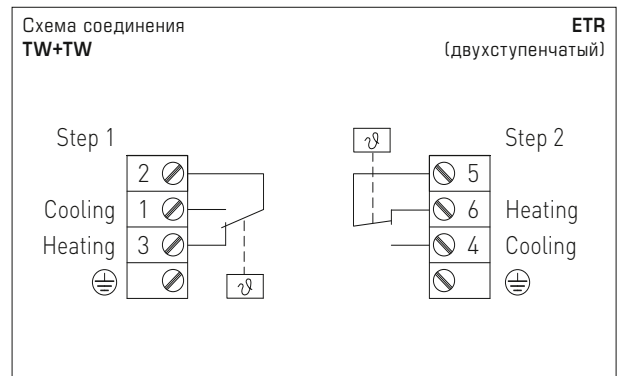 Схема соединения
TW+TW
ETR
(двухступенчатый)
Step 1
2
Cooling 1
Heating 3
ϑ
ϑ
Step 2
5
6 Heating
4 Cooling